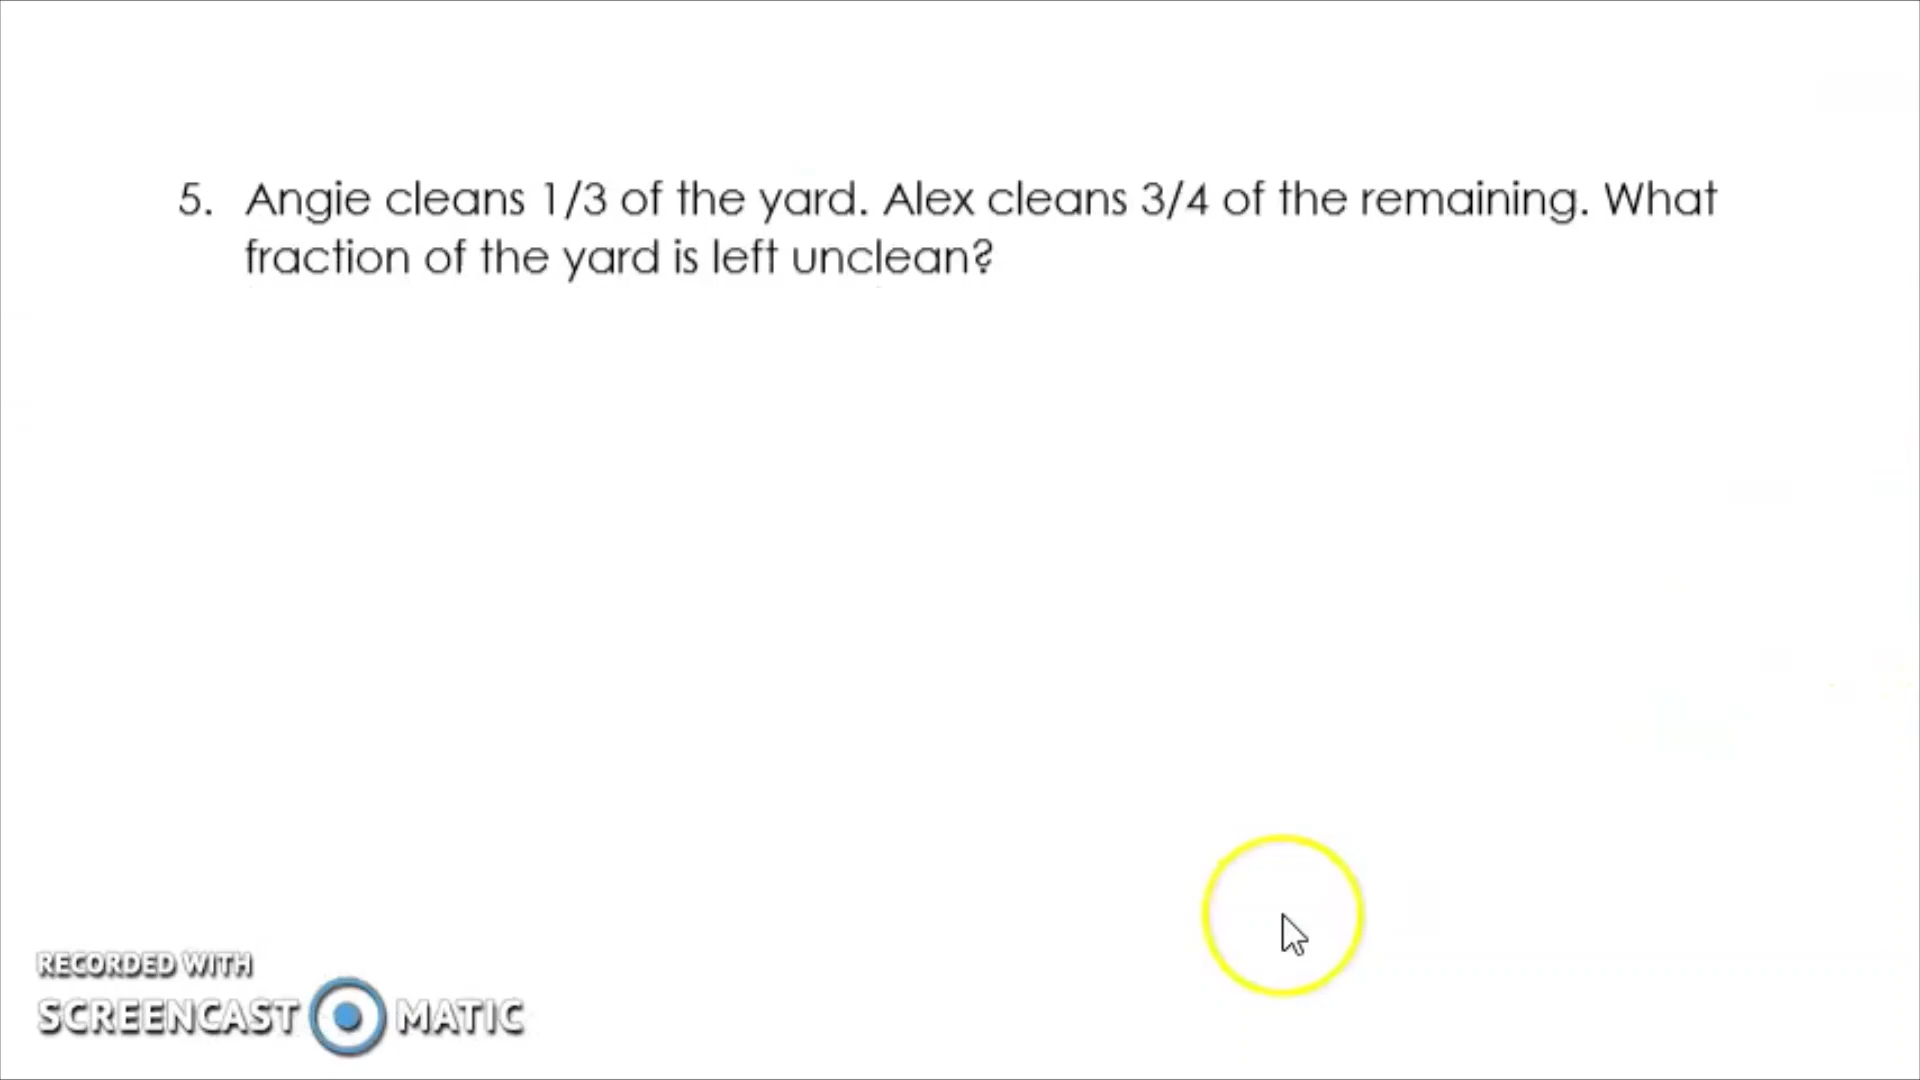 5. Angie cleans 1/3 of the yard. Alex cleans 3/4 of the remaining. What
fraction of the yard is left unclean?
RECORDED WITH
SCREENCAST MATIC